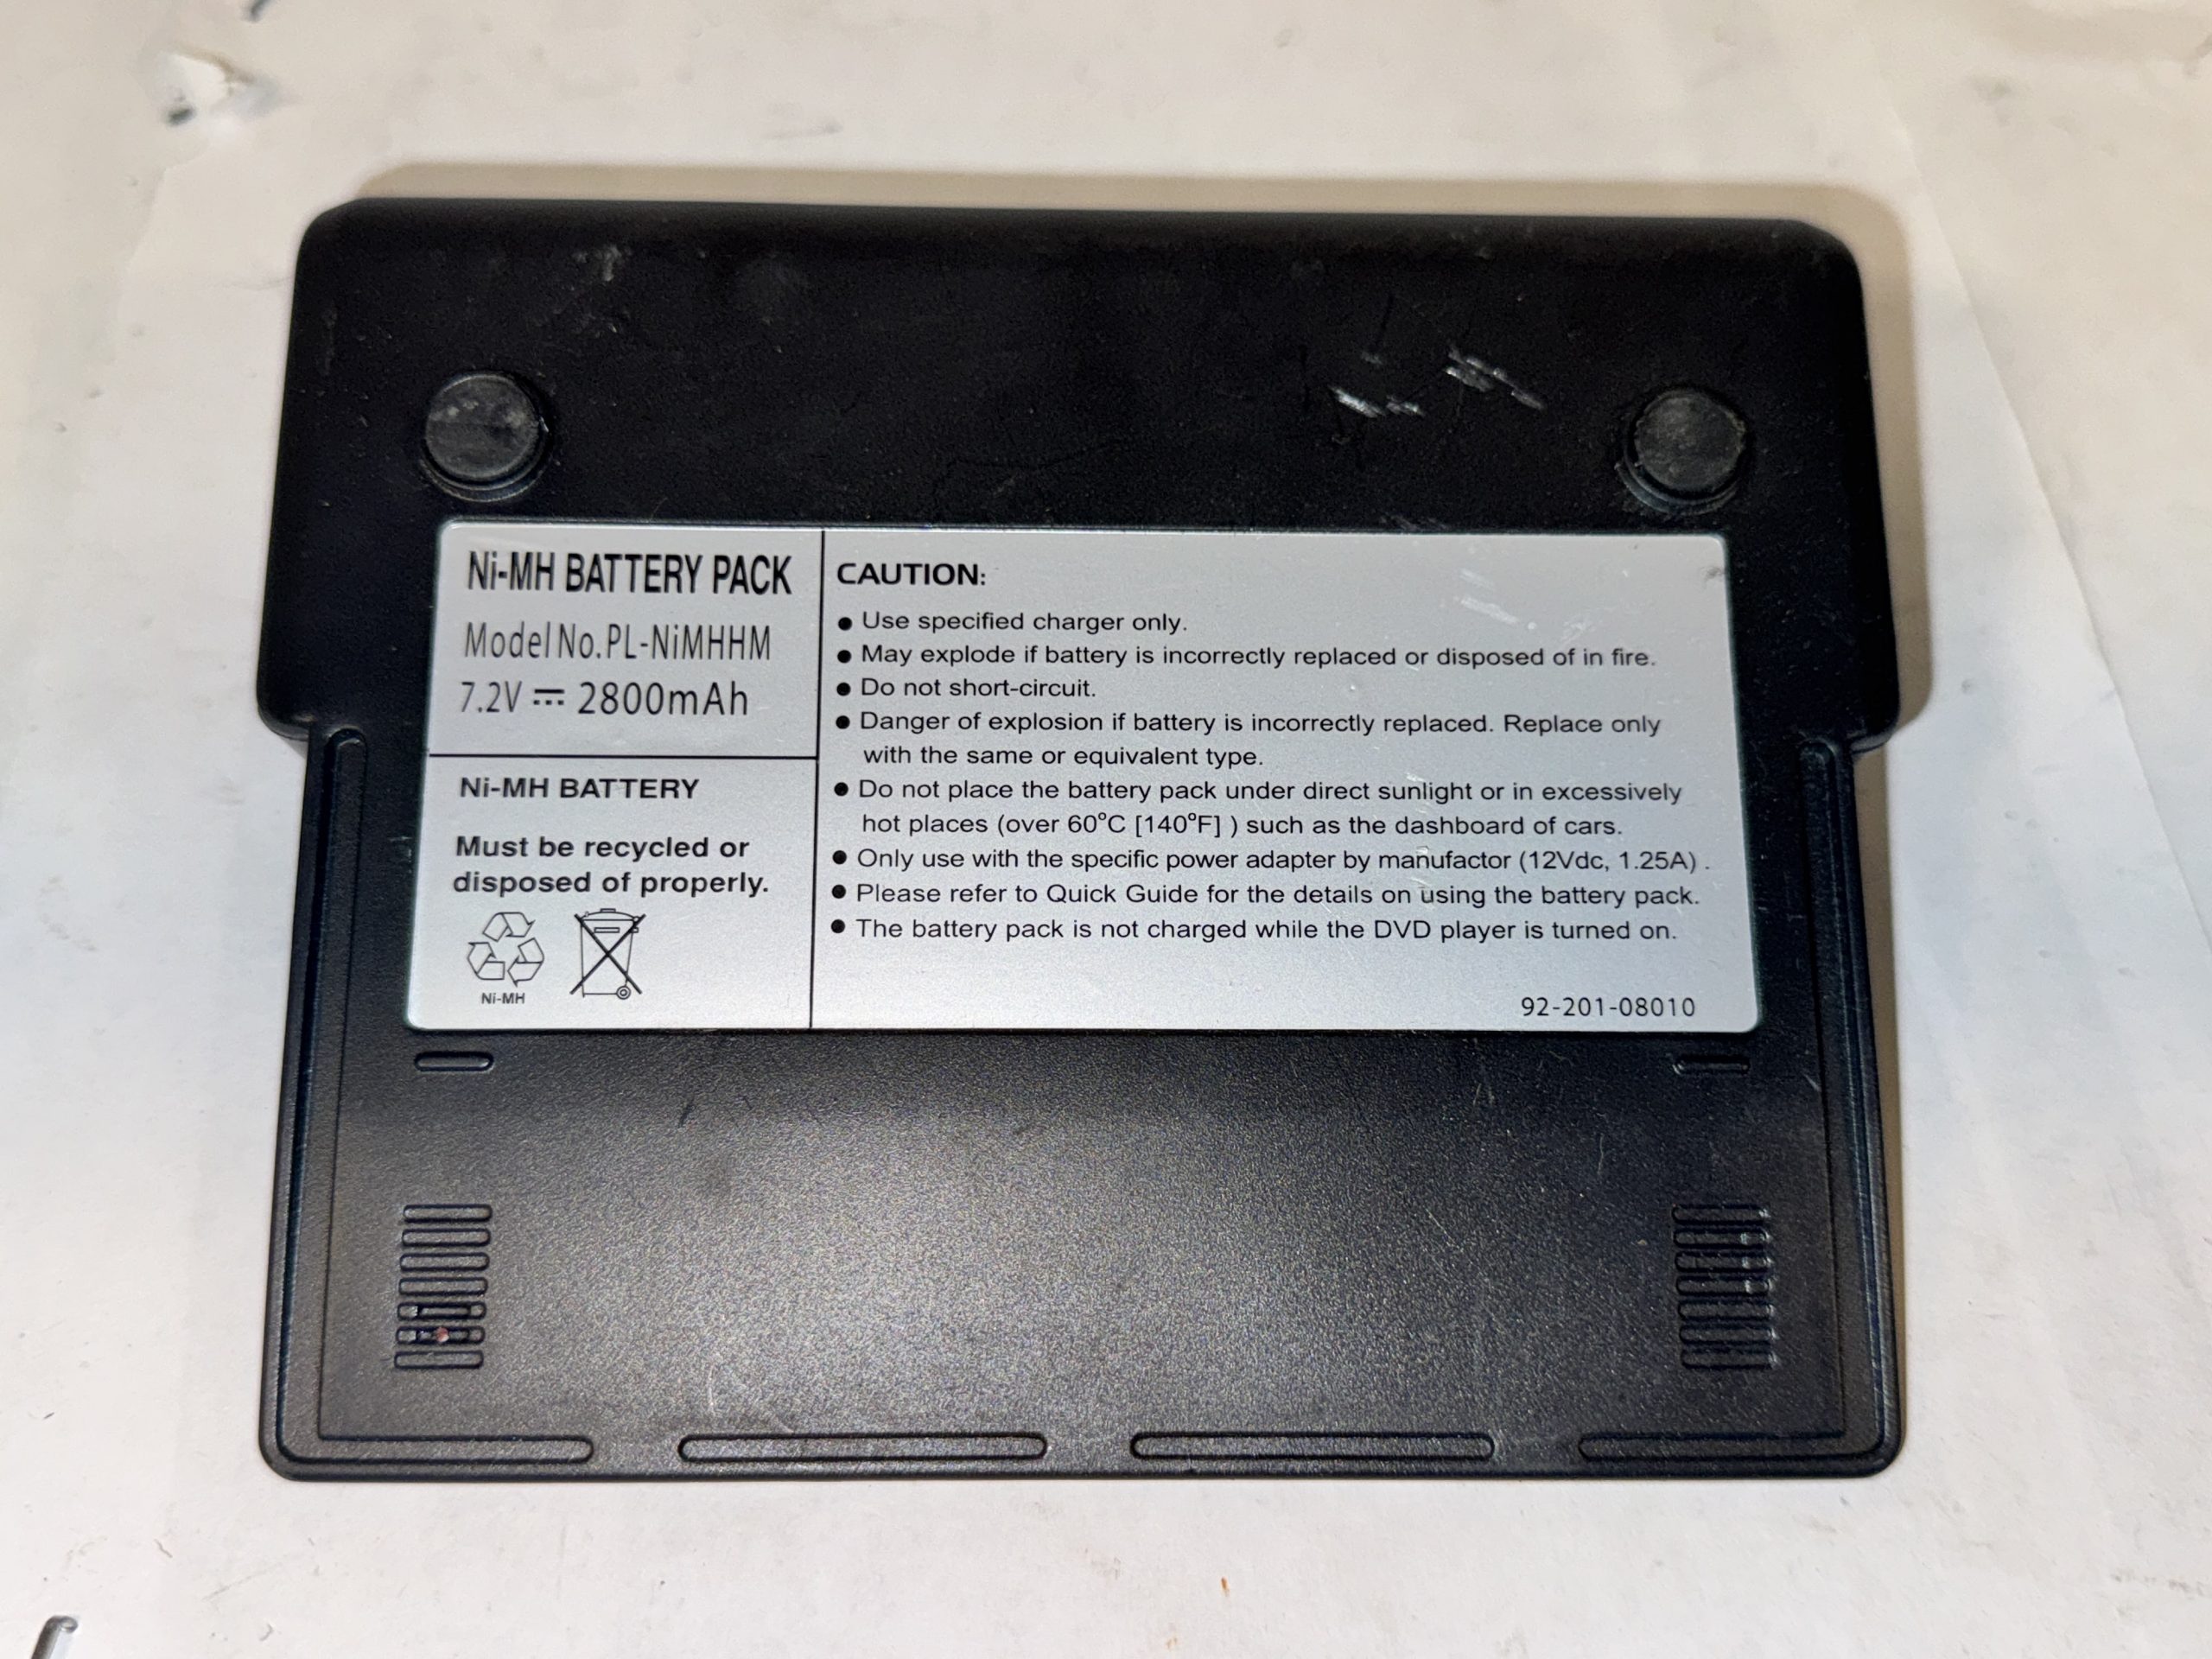 Ni-MH BATTERY PACK
Model No.PL-NiMHHM
7.2V ⎓ 2800mAh
Ni-MH BATTERY
Must be recycled or
disposed of properly.
Ni-MH
CAUTION:
● Use specified charger only.
● May explode if battery is incorrectly replaced or disposed of in fire.
● Do not short-circuit.
● Danger of explosion if battery is incorrectly replaced. Replace only
with the same or equivalent type.
● Do not place the battery pack under direct sunlight or in excessively
hot places (over 60°C [140°F] ) such as the dashboard of cars.
● Only use with the specific power adapter by manufactor (12Vdc, 1.25A) .
● Please refer to Quick Guide for the details on using the battery pack.
● The battery pack is not charged while the DVD player is turned on.
92-201-08010